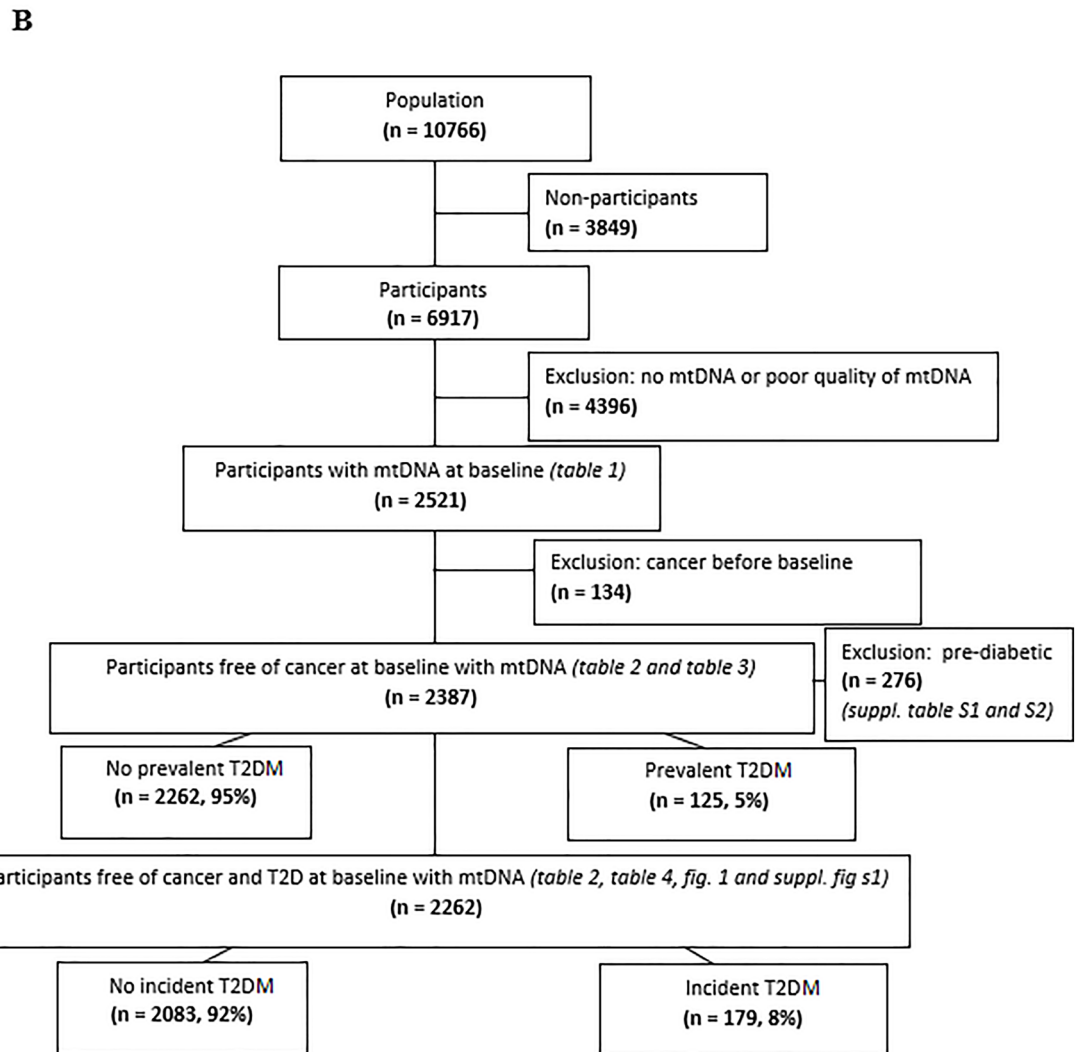 B
Population
(n = 10766)
Non-participants
(n = 3849)
Participants
(n = 6917)
Exclusion: no mtDNA or poor quality of mtDNA
(n = 4396)
Participants with mtDNA at baseline (table 1)
(n = 2521)
Exclusion: cancer before baseline
(n = 134)
Participants free of cancer at baseline with mtDNA (table 2 and table 3)
(n = 2387)
Exclusion: pre-diabetic
(n = 276)
(suppl. table S1 and S2)
No prevalent T2DM
(n = 2262, 95%)
Prevalent T2DM
(n = 125, 5%)
articipants free of cancer and T2D at baseline with mtDNA (table 2, table 4, fig. 1 and suppl. fig s1)
(n = 2262)
No incident T2DM
(n = 2083, 92%)
Incident T2DM
(n = 179, 8%)